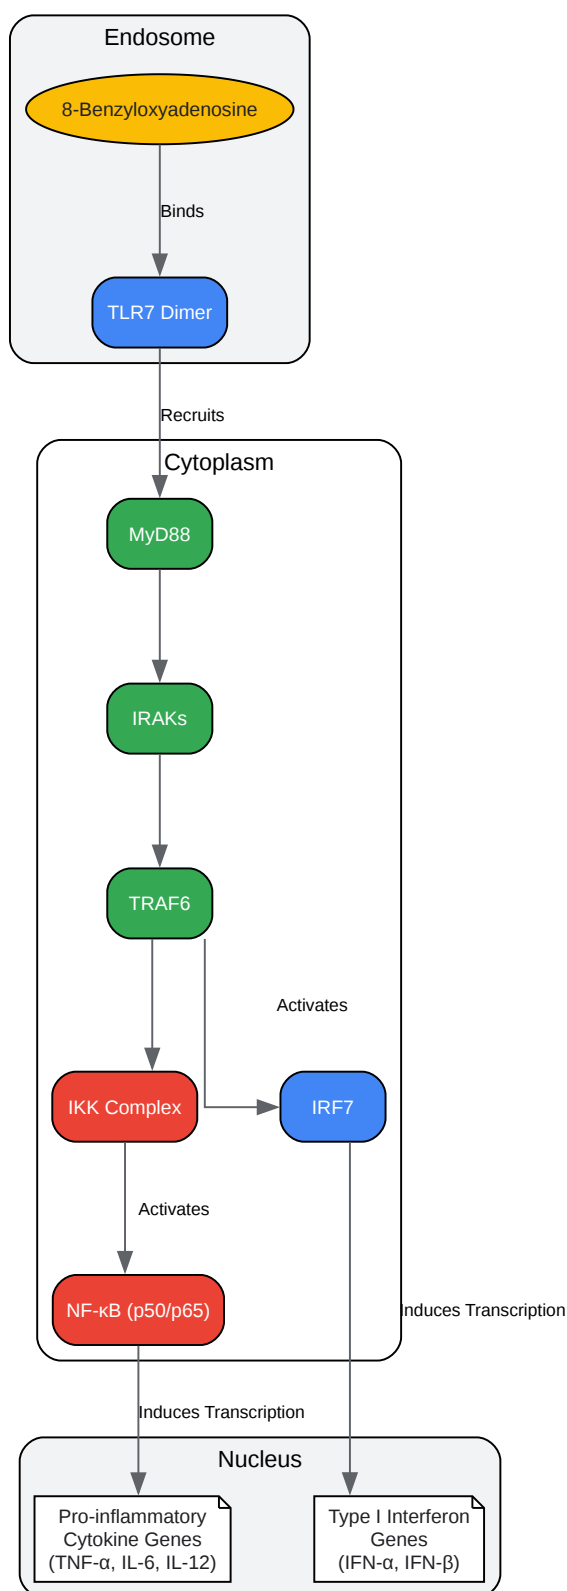 Endosome
8-Benzyloxyadenosine
Binds
TLR7 Dimer
Recruits
Cytoplasm
MyD88
IRAKs
TRAF6
Activates
IKK Complex
IRF7
Activates
NF-κB (p50/p65)
Induces Transcription
Induces Transcription
Nucleus
Pro-inflammatory
Cytokine Genes
(TNF-α, IL-6, IL-12)
Type I Interferon
Genes
(IFN-α, IFN-β)